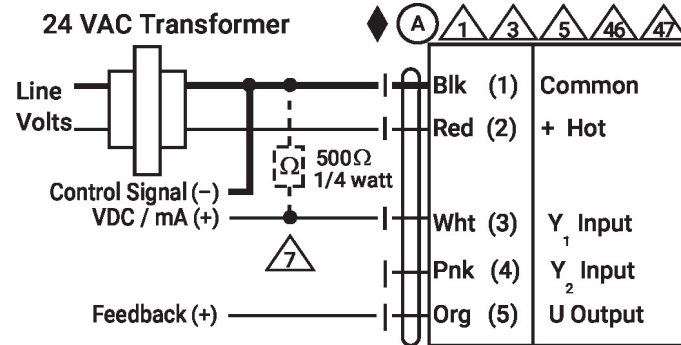 24 VAC Transformer
A 1 3 5 46 47
Line
Volts
Blk (1) Common
Red (2) + Hot
Ω 500Ω
1/4 watt
Control Signal (−)
VDC / mA (+)
Wht (3) Y1 Input
7
Pnk (4) Y2 Input
Feedback (+)
Org (5) U Output